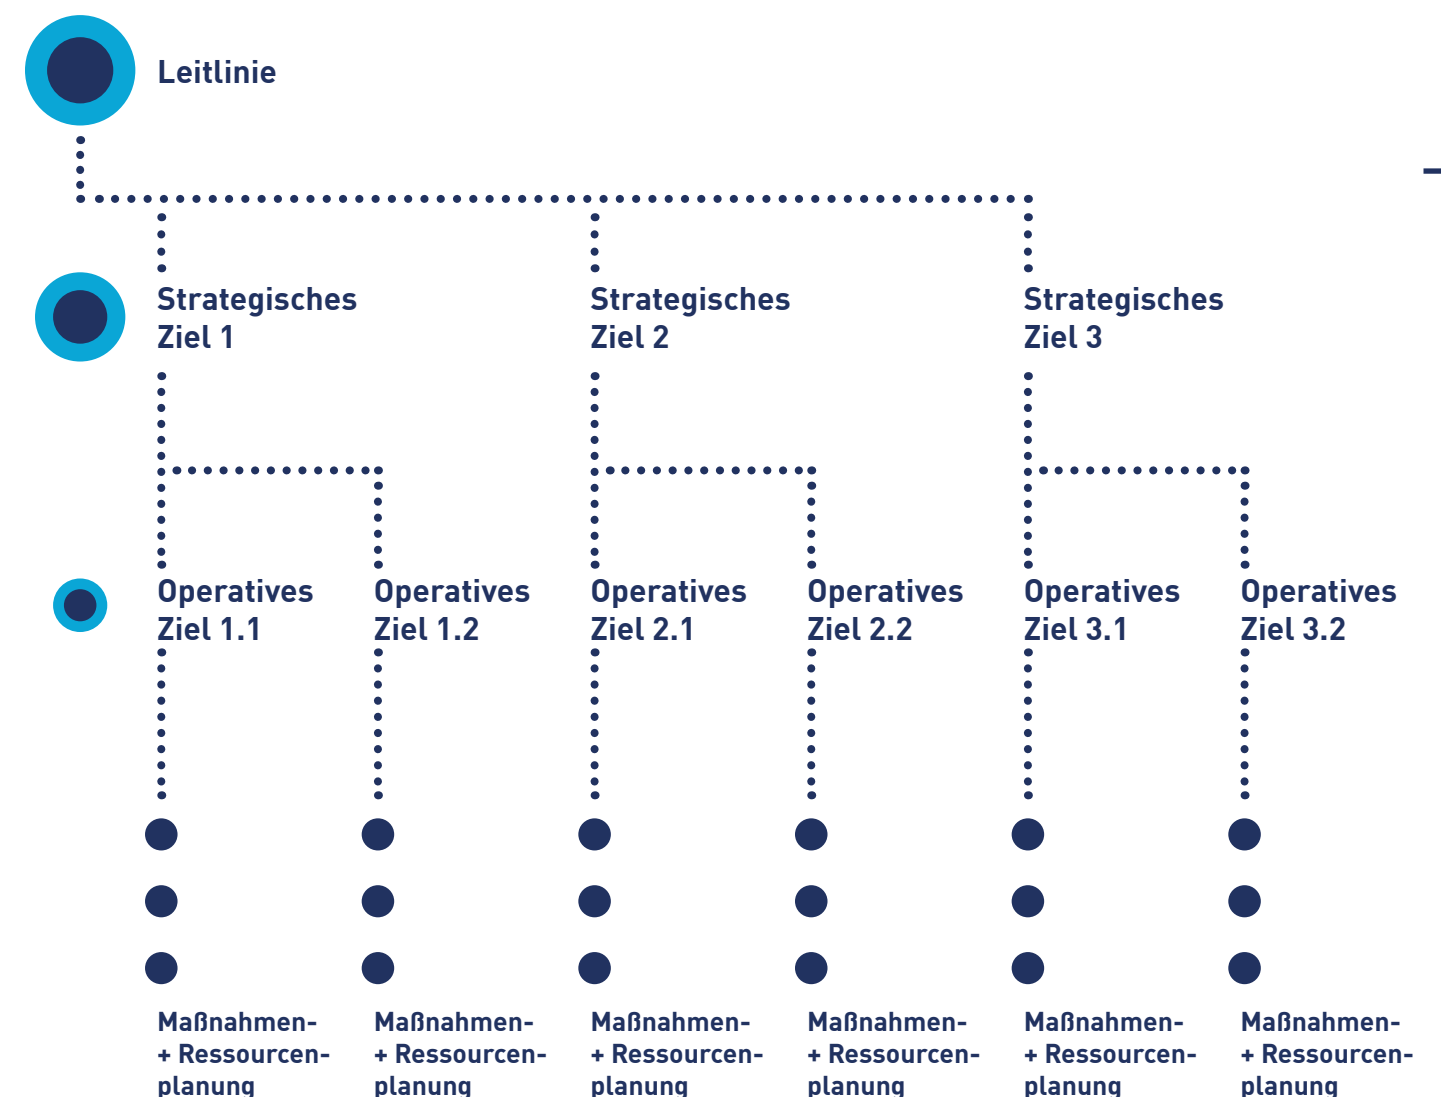 Leitlinie
Strategisches
Ziel 1
Strategisches
Ziel 2
Strategisches
Ziel 3
Operatives
Ziel 1.1
Operatives
Ziel 1.2
Operatives
Ziel 2.1
Operatives
Ziel 2.2
Operatives
Ziel 3.1
Operatives
Ziel 3.2
Maßnahmen-
+ Ressourcen-
planung
Maßnahmen-
+ Ressourcen-
planung
Maßnahmen-
+ Ressourcen-
planung
Maßnahmen-
+ Ressourcen-
planung
Maßnahmen-
+ Ressourcen-
planung
Maßnahmen-
+ Ressourcen-
planung